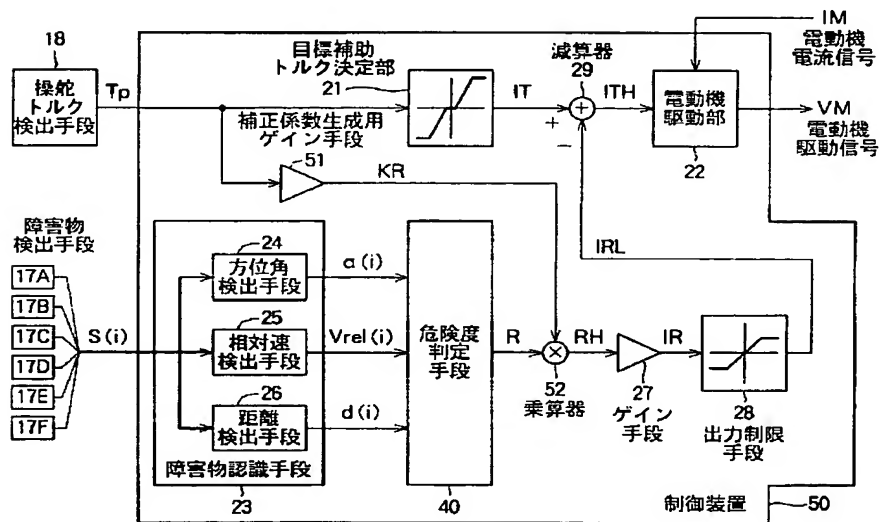 18
操舵
トルク
検出手段
Tp
目標補助
トルク決定部
21
IT
減算器
29
+
−
ITH
電動機
駆動部
22
IM
電動機
電流信号
VM
電動機
駆動信号
補正係数生成用
ゲイン手段
51
KR
障害物
検出手段
17A
17B
17C
17D
17E
17F
S(i)
24
方位角
検出手段
α(i)
25
相対速
検出手段
Vrel(i)
26
距離
検出手段
d(i)
障害物認識手段
23
危険度
判定
手段
40
R
52
乗算器
RH
27
ゲイン
手段
IR
IRL
28
出力制限
手段
制御装置
50